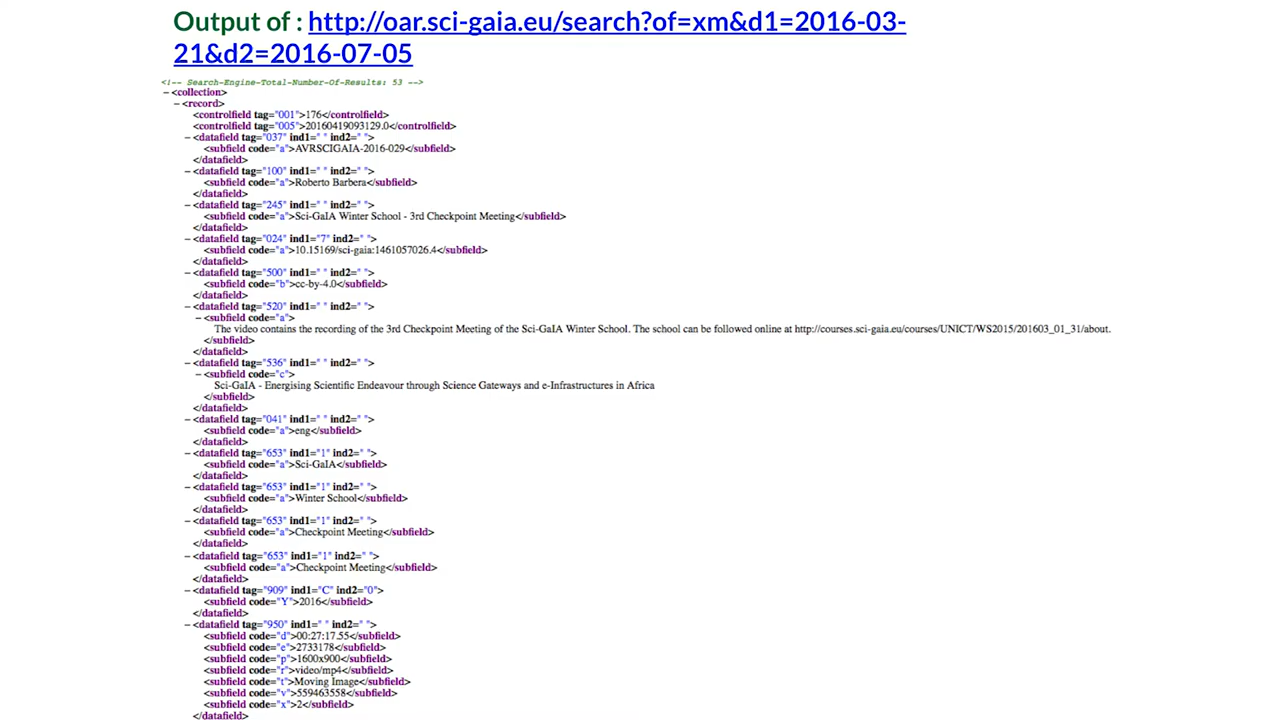 Output of : http://oar.sci-gaia.eu/search?of=xm&d1=2016-03-
21&d2=2016-07-05
<!-- Search-Engine-Total-Number-Of-Results: 53 -->
− <collection>
− <record>
<controlfield tag="001">176</controlfield>
<controlfield tag="005">20160419093129.0</controlfield>
− <datafield tag="037" ind1=" " ind2=" ">
<subfield code="a">AVRSCIGAIA-2016-029</subfield>
</datafield>
− <datafield tag="100" ind1=" " ind2=" ">
<subfield code="a">Roberto Barbera</subfield>
</datafield>
− <datafield tag="245" ind1=" " ind2=" ">
<subfield code="a">Sci-GaIA Winter School - 3rd Checkpoint Meeting</subfield>
</datafield>
− <datafield tag="024" ind1="7" ind2=" ">
<subfield code="a">10.15169/sci-gaia:1461057026.4</subfield>
</datafield>
− <datafield tag="500" ind1=" " ind2=" ">
<subfield code="b">cc-by-4.0</subfield>
</datafield>
− <datafield tag="520" ind1=" " ind2=" ">
− <subfield code="a">
The video contains the recording of the 3rd Checkpoint Meeting of the Sci-GaIA Winter School. The school can be followed online at http://courses.sci-gaia.eu/courses/UNICT/WS2015/201603_01_31/about.
</subfield>
</datafield>
− <datafield tag="536" ind1=" " ind2=" ">
− <subfield code="c">
Sci-GaIA - Energising Scientific Endeavour through Science Gateways and e-Infrastructures in Africa
</subfield>
</datafield>
− <datafield tag="041" ind1=" " ind2=" ">
<subfield code="a">eng</subfield>
</datafield>
− <datafield tag="653" ind1="1" ind2=" ">
<subfield code="a">Sci-GaIA</subfield>
</datafield>
− <datafield tag="653" ind1="1" ind2=" ">
<subfield code="a">Winter School</subfield>
</datafield>
− <datafield tag="653" ind1="1" ind2=" ">
<subfield code="a">Checkpoint Meeting</subfield>
</datafield>
− <datafield tag="653" ind1="1" ind2=" ">
<subfield code="a">Checkpoint Meeting</subfield>
</datafield>
− <datafield tag="909" ind1="C" ind2="0">
<subfield code="Y">2016</subfield>
</datafield>
− <datafield tag="950" ind1=" " ind2=" ">
<subfield code="d">00:27:17.55</subfield>
<subfield code="e">2733178</subfield>
<subfield code="p">1600x900</subfield>
<subfield code="r">video/mp4</subfield>
<subfield code="t">Moving Image</subfield>
<subfield code="v">559463558</subfield>
<subfield code="x">2</subfield>
</datafield>